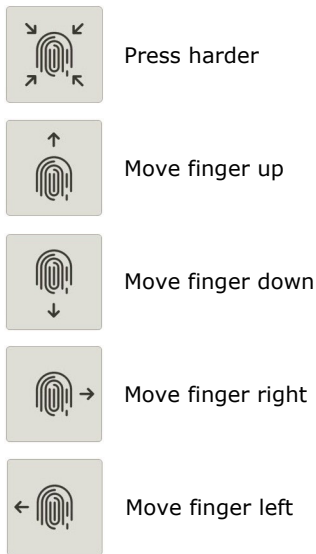 Press harder
Move finger up
Move finger down
Move finger right
Move finger left